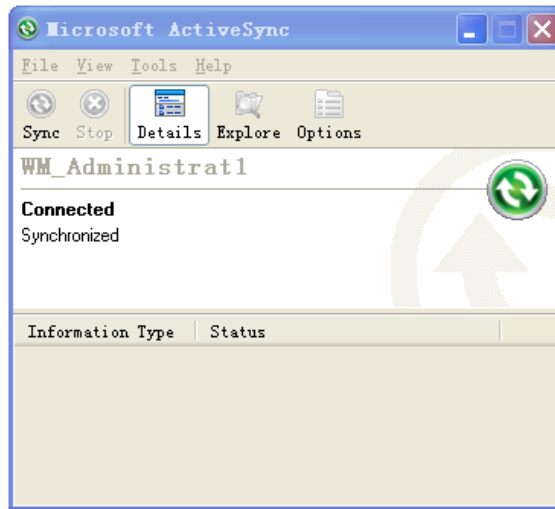 Microsoft ActiveSync
File View Tools Help
Sync Stop Details Explore Options
WM_Administrat1
Connected
Synchronized
Information Type Status